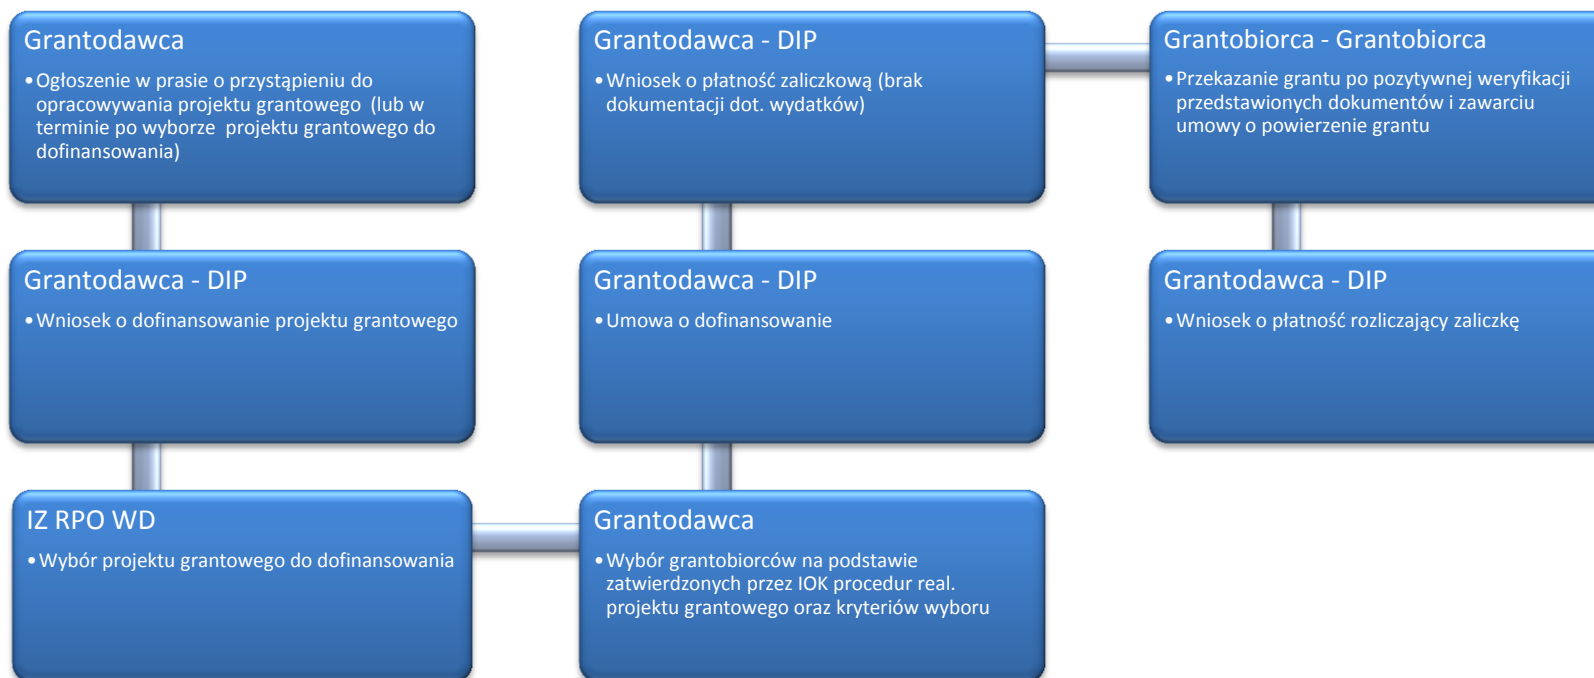 Grantodawca
•Ogłoszenie w prasie o przystąpieniu do
opracowywania projektu grantowego (lub w
terminie po wyborze projektu grantowego do
dofinansowania)
Grantodawca - DIP
•Wniosek o dofinansowanie projektu grantowego
IZ RPO WD
•Wybór projektu grantowego do dofinansowania
Grantodawca
•Wybór grantobiorców na podstawie
zatwierdzonych przez IOK procedur real.
projektu grantowego oraz kryteriów wyboru
Grantodawca - DIP
•Umowa o dofinansowanie
Grantodawca - DIP
•Wniosek o płatność zaliczkową (brak
dokumentacji dot. wydatków)
Grantobiorca - Grantobiorca
•Przekazanie grantu po pozytywnej weryfikacji
przedstawionych dokumentów i zawarciu
umowy o powierzenie grantu
Grantodawca - DIP
•Wniosek o płatność rozliczający zaliczkę